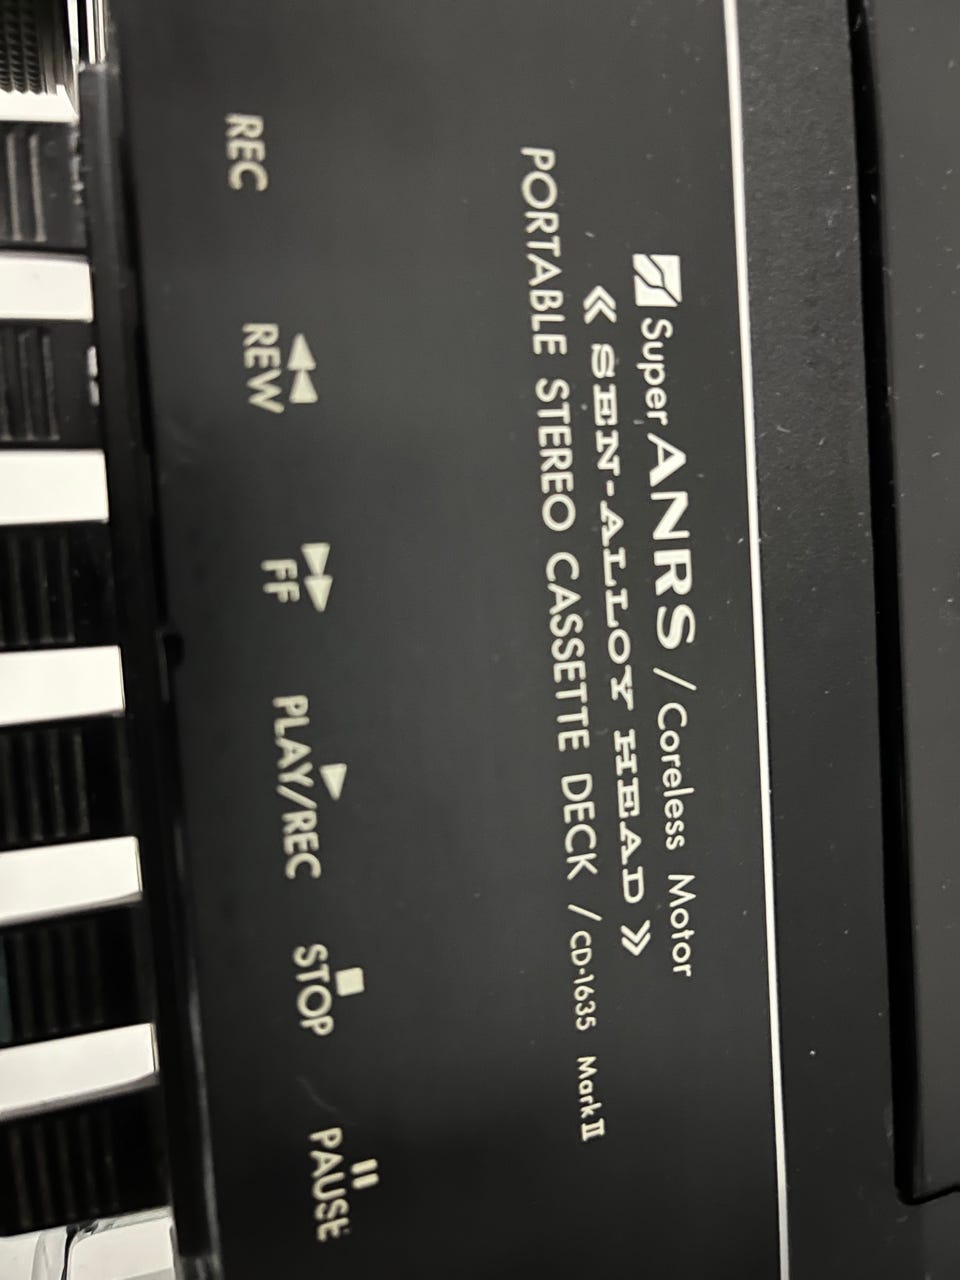 Super ANRS / Coreless Motor
« SEN-ALLOY HEAD »
PORTABLE STEREO CASSETTE DECK / CD-1635 Mark II
REC
REW
FF
PLAY/REC
STOP
PAUSE